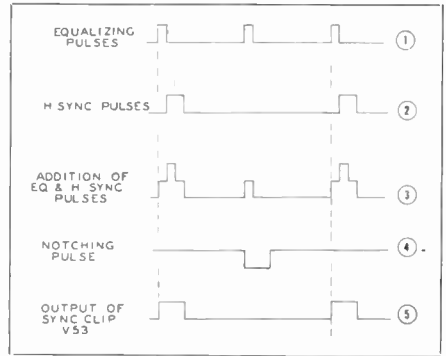 EQUALIZING
PULSES
1
H SYNC PULSES
2
ADDITION OF
EQ & H SYNC
PULSES
3
NOTCHING
PULSE
4
OUTPUT OF
SYNC CLIP
V53
5